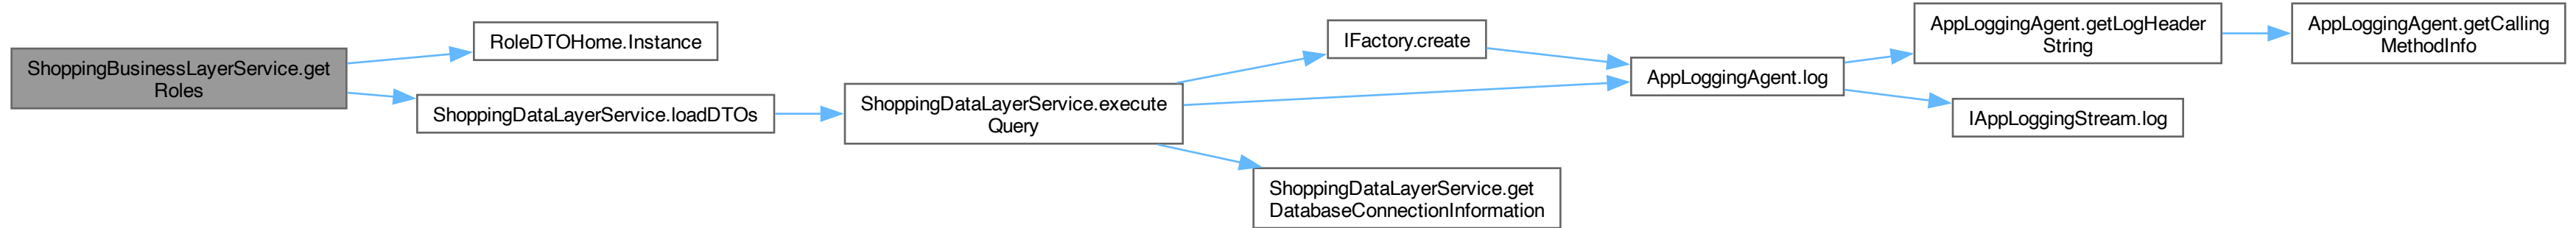 ShoppingBusinessLayerService.get
Roles
RoleDTOHome.Instance
ShoppingDataLayerService.loadDTOs
ShoppingDataLayerService.execute
Query
IFactory.create
ShoppingDataLayerService.get
DatabaseConnectionInformation
AppLoggingAgent.log
AppLoggingAgent.getLogHeader
String
IAppLoggingStream.log
AppLoggingAgent.getCalling
MethodInfo